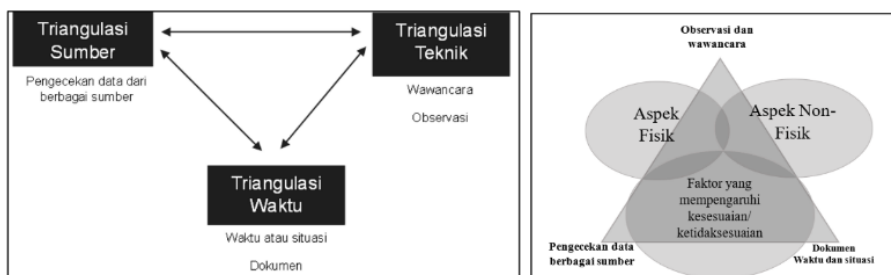 Triangulasi
Sumber
Pengecekan data dari
berbagai sumber
Triangulasi
Teknik
Wawancara
Observasi
Triangulasi
Waktu
Waktu atau situasi
Dokumen
Observasi dan
wawancara
Aspek
Fisik
Aspek Non-
Fisik
Faktor yang
mempengaruhi
kesesuaian/
ketidaksesuaian
Pengecekan data
berbagai sumber
Dokumen
Waktu dan situasi